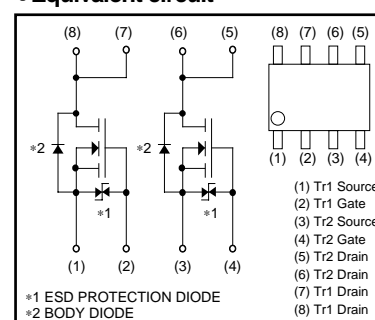 (8) (7) (6) (5)
(8) (7) (6) (5)
∗2
∗2
∗1
∗1
(1) (2) (3) (4)
(1) (2) (3) (4)
(1) Tr1 Source
(2) Tr1 Gate
(3) Tr2 Source
(4) Tr2 Gate
(5) Tr2 Drain
(6) Tr2 Drain
(7) Tr1 Drain
(8) Tr1 Drain
∗1 ESD PROTECTION DIODE
∗2 BODY DIODE